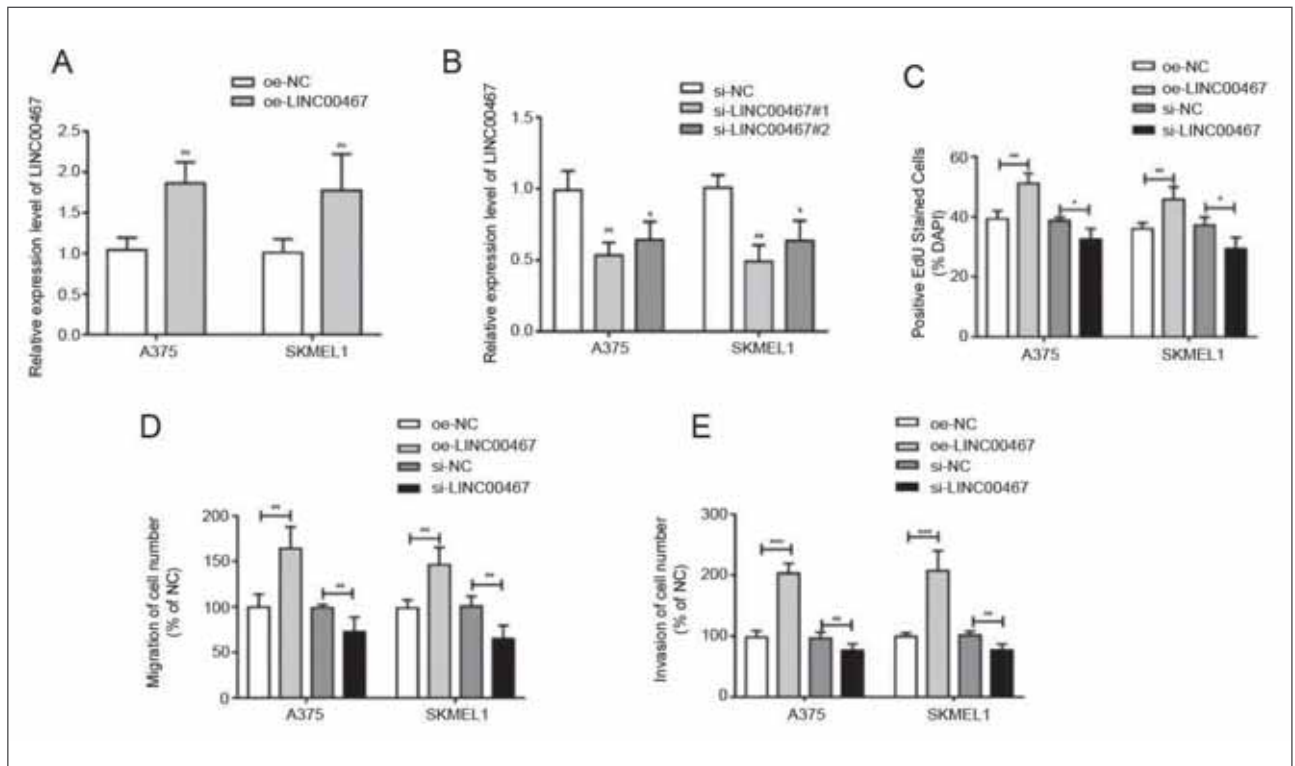 A
oe-NC
oe-LINC00467
Relative expression level of LINC00467
2.5
2.0
1.5
1.0
0.5
0.0
**
**
A375
SKMEL1
B
si-NC
si-LINC00467#1
si-LINC00467#2
Relative expression level of LINC00467
1.5
1.0
0.5
0.0
**
*
**
*
A375
SKMEL1
C
oe-NC
oe-LINC00467
si-NC
si-LINC00467
Positive EdU Stained Cells
(% DAPI)
60
40
20
0
**
*
**
*
A375
SKMEL1
D
oe-NC
oe-LINC00467
si-NC
si-LINC00467
Migration of cell number
(% of NC)
200
150
100
50
0
**
**
**
**
A375
SKMEL1
E
oe-NC
oe-LINC00467
si-NC
si-LINC00467
Invasion of cell number
(% of NC)
300
200
100
0
***
**
***
**
A375
SKMEL1